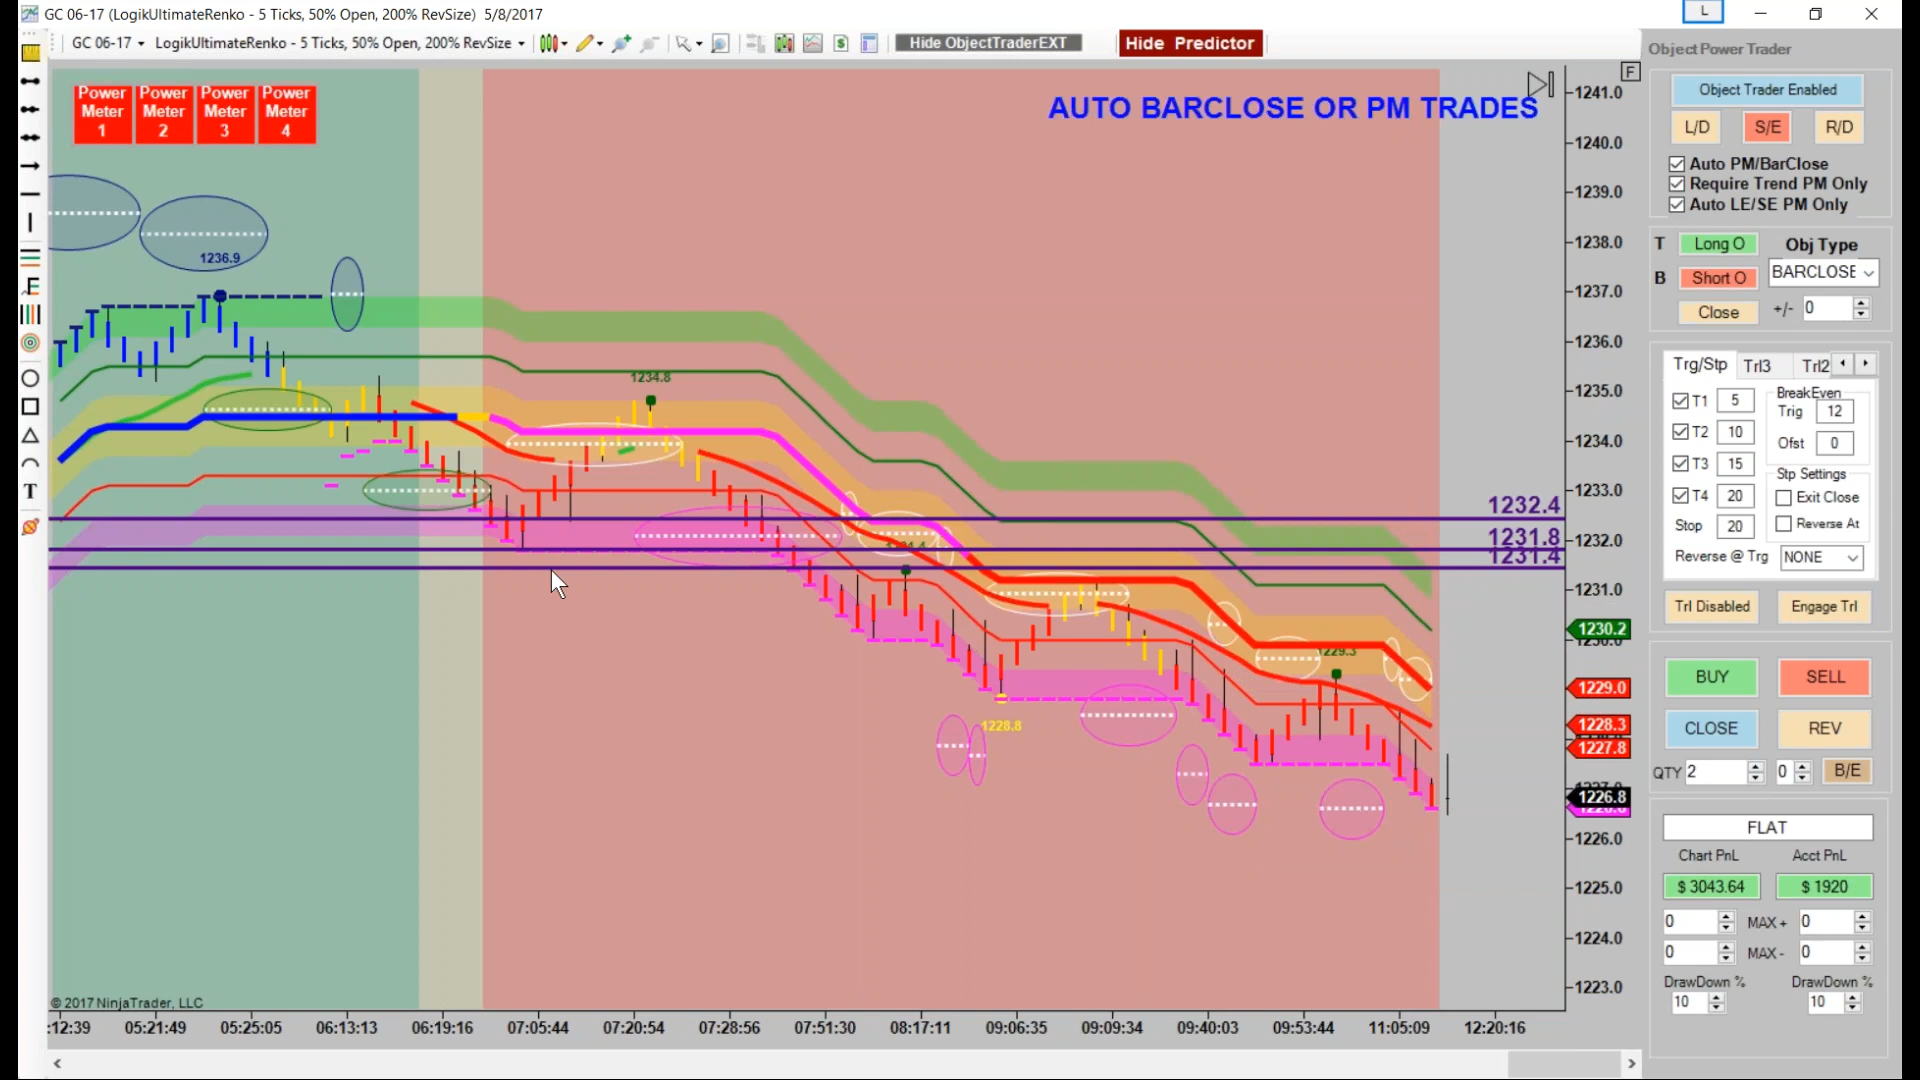 GC 06-17 (LogikUltimateRenko - 5 Ticks, 50% Open, 200% RevSize) 5/8/2017
L
GC 06-17 LogikUltimateRenko - 5 Ticks, 50% Open, 200% RevSize
Hide ObjectTraderEXT
Hide Predictor
F
Power Meter 1
Power Meter 2
Power Meter 3
Power Meter 4
AUTO BARCLOSE OR PM TRADES
1236.9
1234.8
1228.8
1229.3
1232.4
1231.8
1231.4
1241.0
1240.0
1239.0
1238.0
1237.0
1236.0
1235.0
1234.0
1233.0
1232.0
1231.0
1230.2
1229.0
1228.3
1227.8
1226.8
1226.0
1225.0
1224.0
1223.0
T
© 2017 NinjaTrader, LLC
:12:39 05:21:49 05:25:05 06:13:13 06:19:16 07:05:44 07:20:54 07:28:56 07:51:30 08:17:11 09:06:35 09:09:34 09:40:03 09:53:44 11:05:09 12:20:16
Object Power Trader
Object Trader Enabled
L/D S/E R/D
Auto PM/BarClose
Require Trend PM Only
Auto LE/SE PM Only
T Long O Obj Type
B Short O BARCLOSE
Close +/- 0
Trg/Stp Trl3 Trl2
T1 5
T2 10
T3 15
T4 20
Stop 20
BreakEven
Trig 12
Ofst 0
Stp Settings
Exit Close
Reverse At
Reverse @ Trg NONE
Trl Disabled Engage Trl
BUY SELL
CLOSE REV
QTY 2 0 B/E
FLAT
Chart PnL Acct PnL
$ 3043.64 $ 1920
0 MAX + 0
0 MAX - 0
DrawDown % DrawDown %
10 10